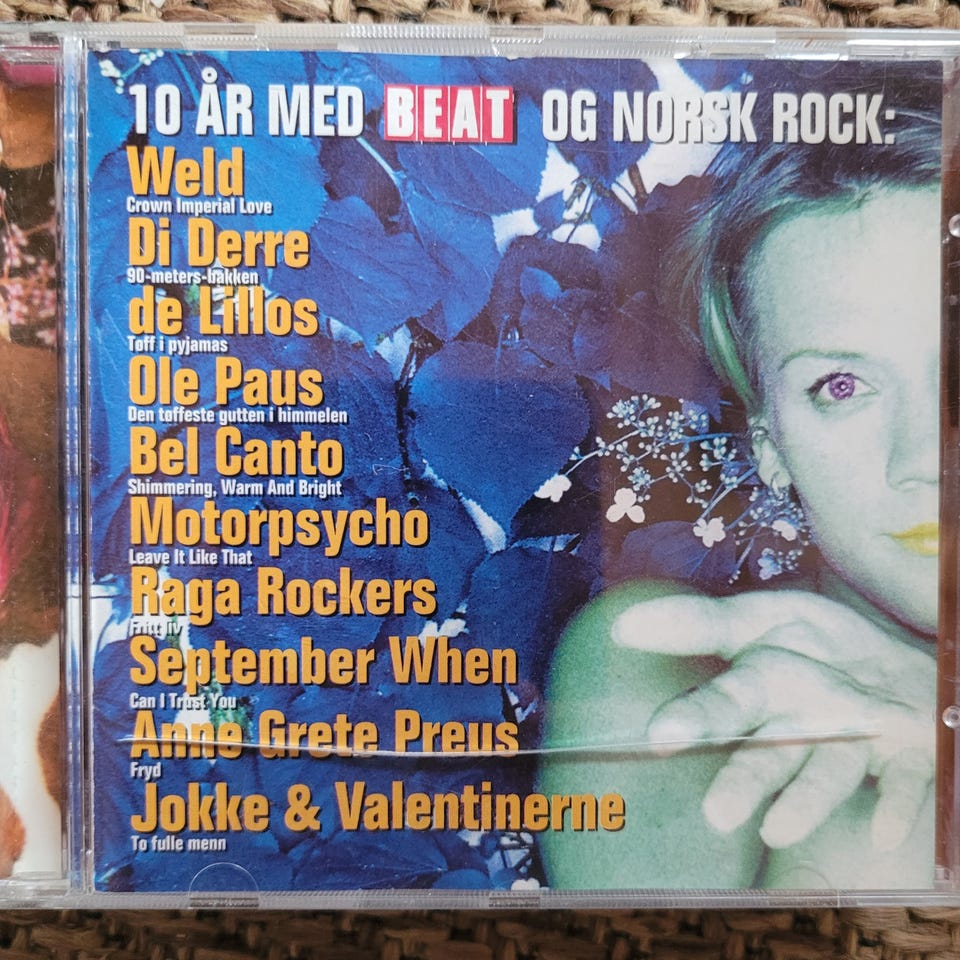 10 ÅR MED BEAT OG NORSK ROCK:
Weld
Crown Imperial Love
Di Derre
90-meters-bakken
de Lillos
Tøff i pyjamas
Ole Paus
Den tøffeste gutten i himmelen
Bel Canto
Shimmering, Warm And Bright
Motorpsycho
Leave It Like That
Raga Rockers
Fritt liv
September When
Can I Trust You
Anne Grete Preus
Fryd
Jokke & Valentinerne
To fulle menn